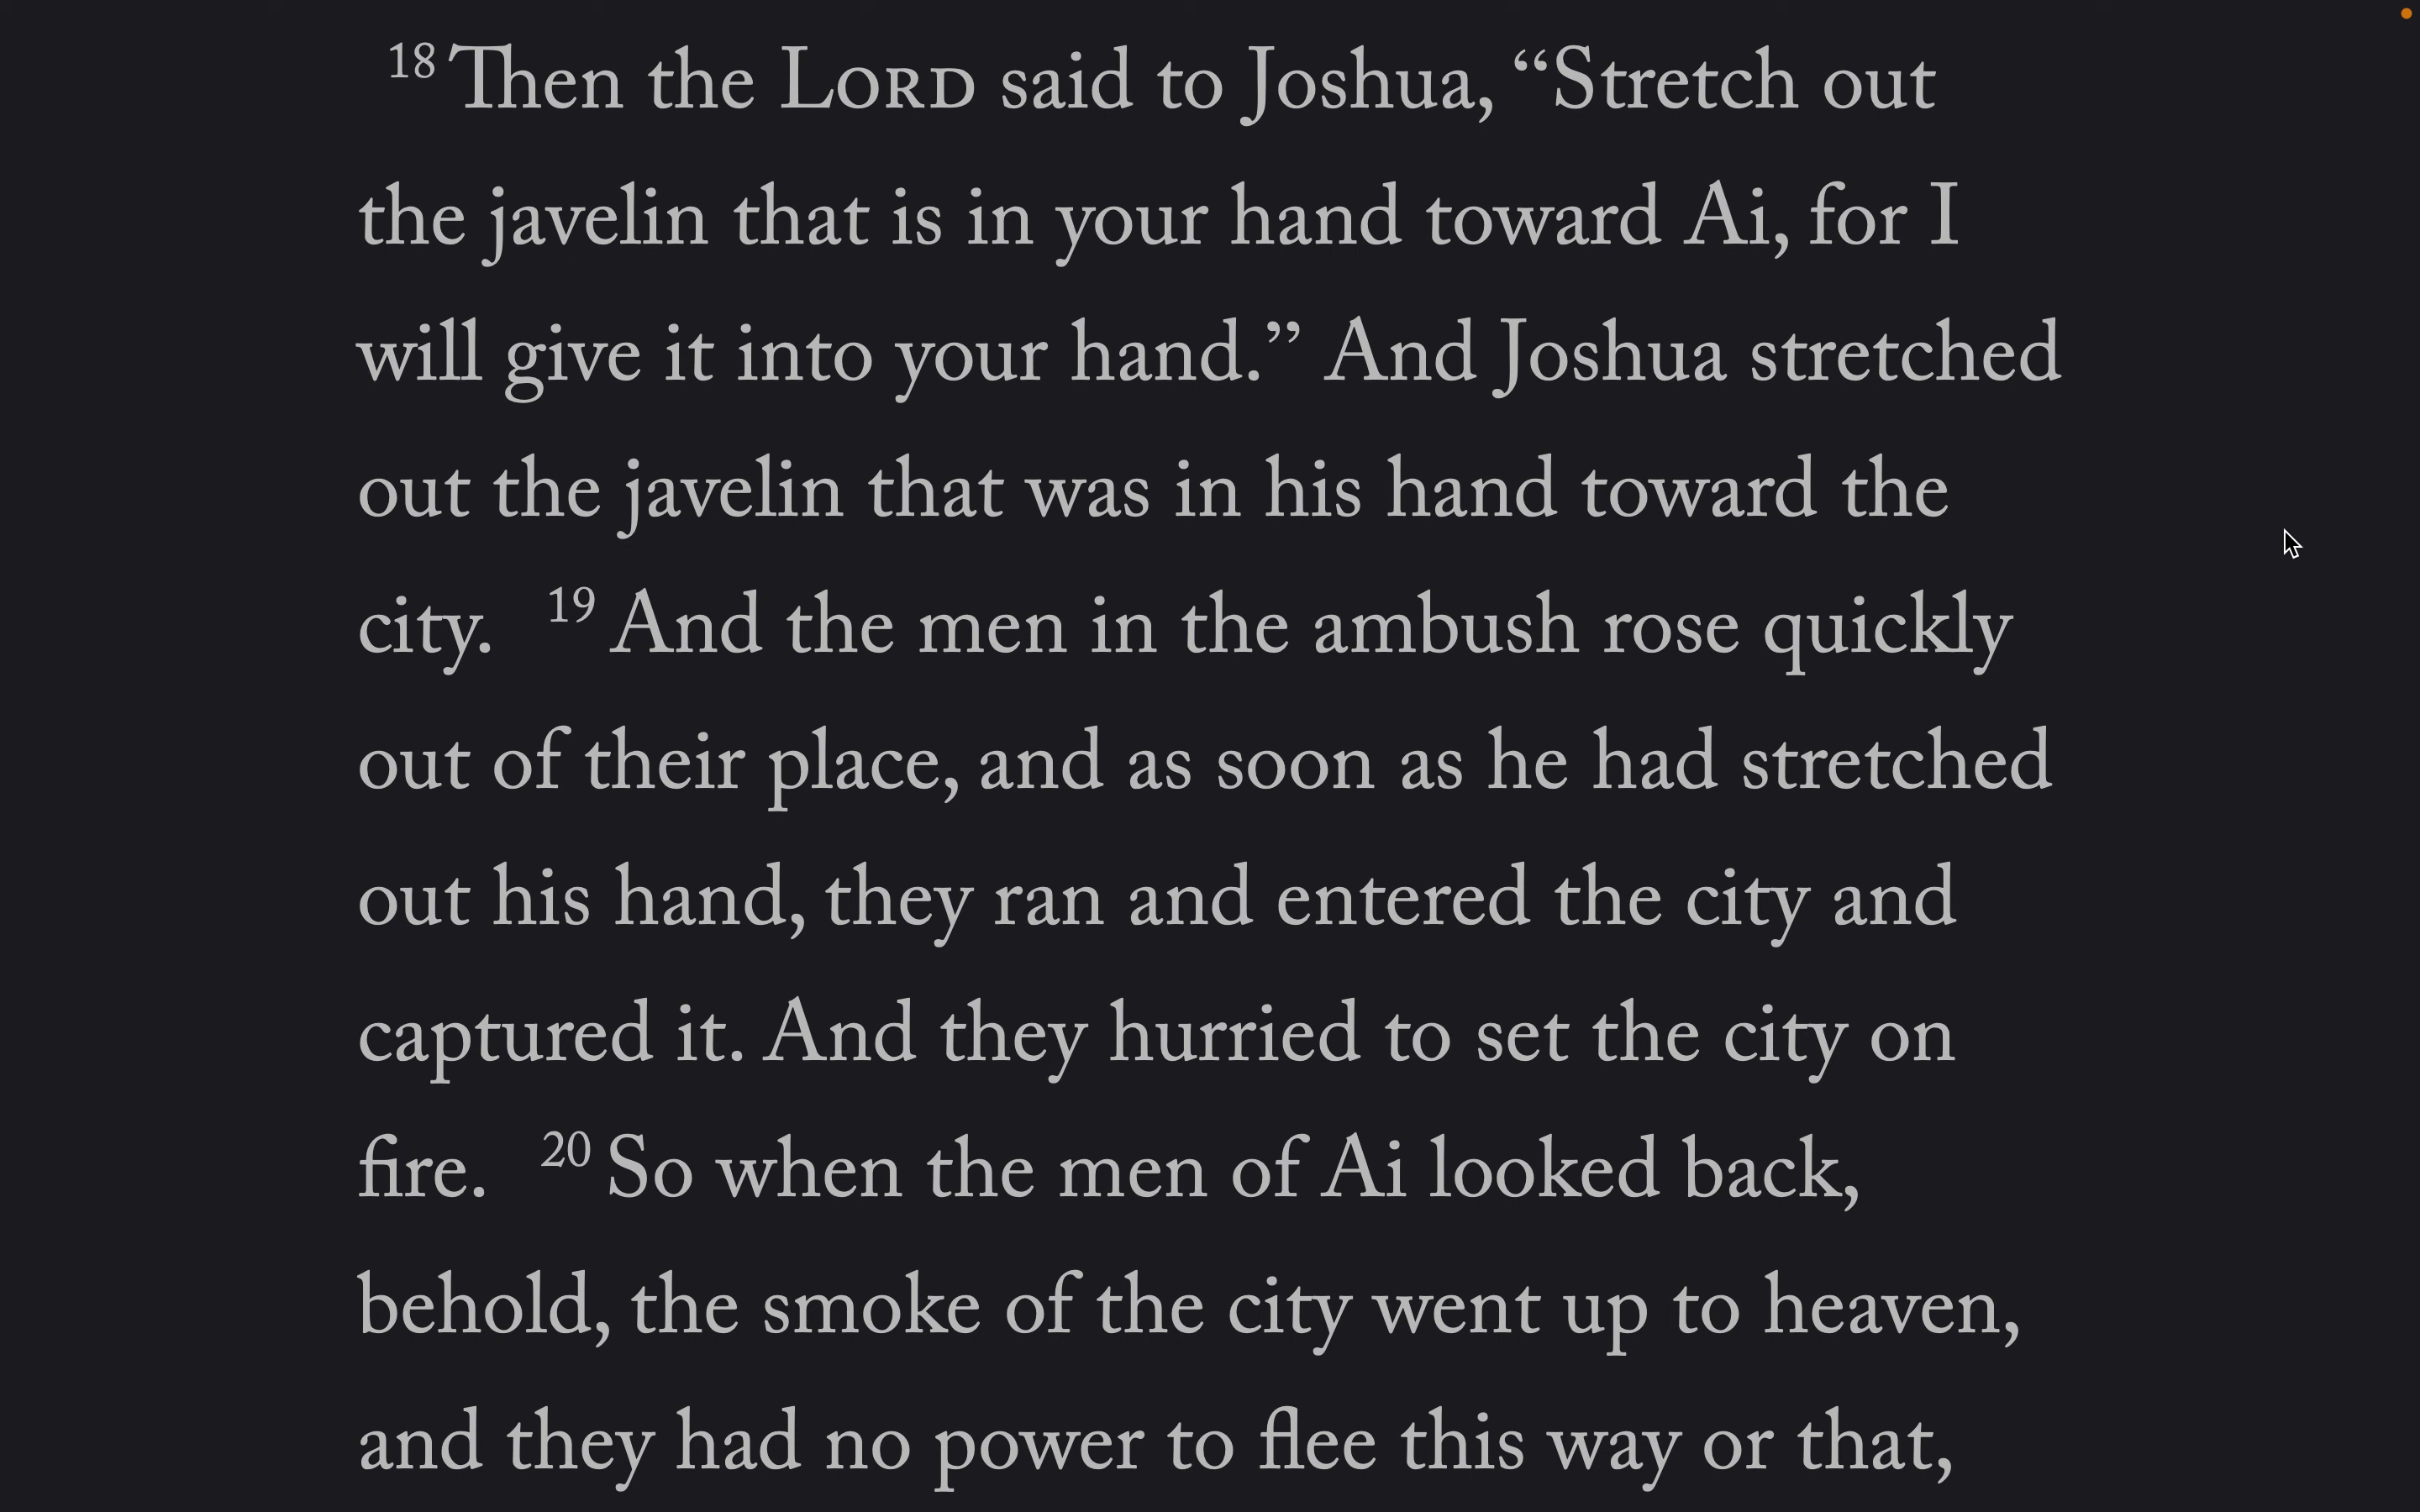 18 Then the LORD said to Joshua, “Stretch out
the javelin that is in your hand toward Ai, for I
will give it into your hand.” And Joshua stretched
out the javelin that was in his hand toward the
city. 19 And the men in the ambush rose quickly
out of their place, and as soon as he had stretched
out his hand, they ran and entered the city and
captured it. And they hurried to set the city on
fire. 20 So when the men of Ai looked back,
behold, the smoke of the city went up to heaven,
and they had no power to flee this way or that,